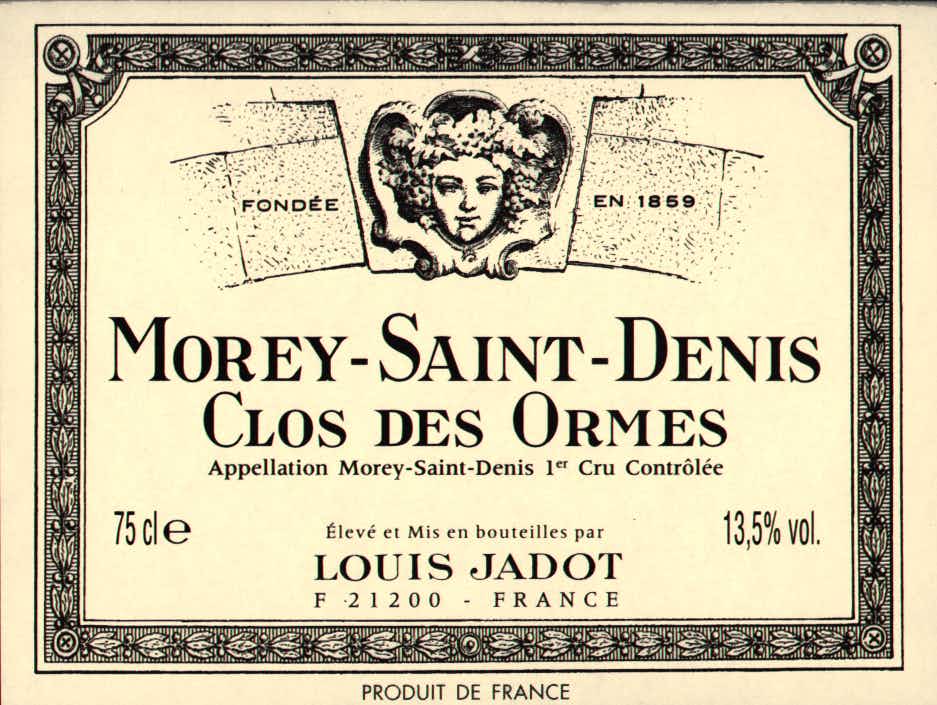 FONDÉE EN 1859
MOREY-SAINT-DENIS
CLOS DES ORMES
Appellation Morey-Saint-Denis 1er Cru Contrôlée
75 cl e
Élevé et Mis en bouteilles par
13,5% vol.
LOUIS JADOT
F 21200 - FRANCE
PRODUIT DE FRANCE